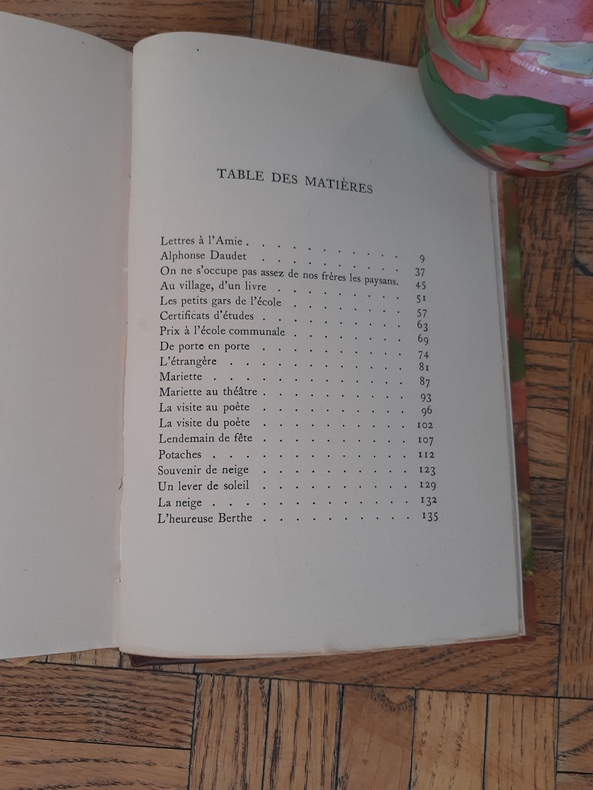 TABLE DES MATIÈRES
Lettres à l'Amie . . . . . . . . . . . 9
Alphonse Daudet . . . . . . . . . . 37
On ne s'occupe pas assez de nos frères les paysans. 45
Au village, d'un livre . . . . . . . . . 51
Les petits gars de l'école . . . . . . . . 57
Certificats d'études . . . . . . . . . . 63
Prix à l'école communale . . . . . . . . 69
De porte en porte . . . . . . . . . . 74
L'étrangère . . . . . . . . . . . . 81
Mariette . . . . . . . . . . . . . 87
Mariette au théâtre . . . . . . . . . . 93
La visite au poète . . . . . . . . . . 96
La visite du poète . . . . . . . . . . 102
Lendemain de fête . . . . . . . . . . 107
Potaches . . . . . . . . . . . . . 112
Souvenir de neige . . . . . . . . . . 123
Un lever de soleil . . . . . . . . . . 129
La neige . . . . . . . . . . . . . 132
L'heureuse Berthe . . . . . . . . . . 135